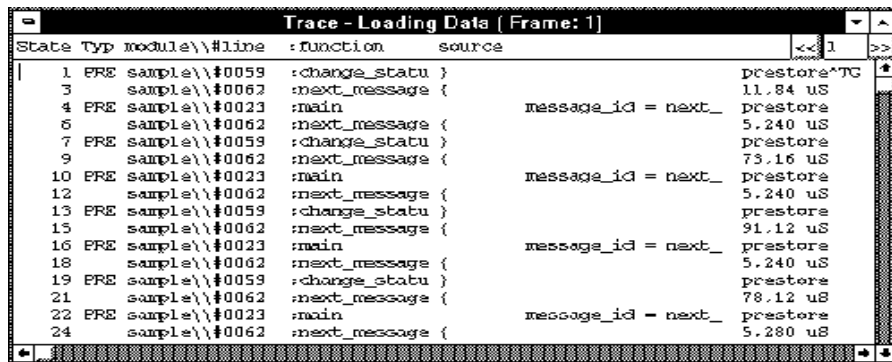 Trace - Loading Data [ Frame: 1]
State Typ module\\#line :function source << 1 >>
1 PRE sample\\#0059 :change_statu } prestore^TG
3 sample\\#0062 :next_message { 11.84 uS
4 PRE sample\\#0023 :main message_id = next_ prestore
6 sample\\#0062 :next_message { 5.240 uS
7 PRE sample\\#0059 :change_statu } prestore
9 sample\\#0062 :next_message { 73.16 uS
10 PRE sample\\#0023 :main message_id = next_ prestore
12 sample\\#0062 :next_message { 5.240 uS
13 PRE sample\\#0059 :change_statu } prestore
15 sample\\#0062 :next_message { 91.12 uS
16 PRE sample\\#0023 :main message_id = next_ prestore
18 sample\\#0062 :next_message { 5.240 uS
19 PRE sample\\#0059 :change_statu } prestore
21 sample\\#0062 :next_message { 78.12 uS
22 PRE sample\\#0023 :main message_id = next_ prestore
24 sample\\#0062 :next_message { 5.280 uS